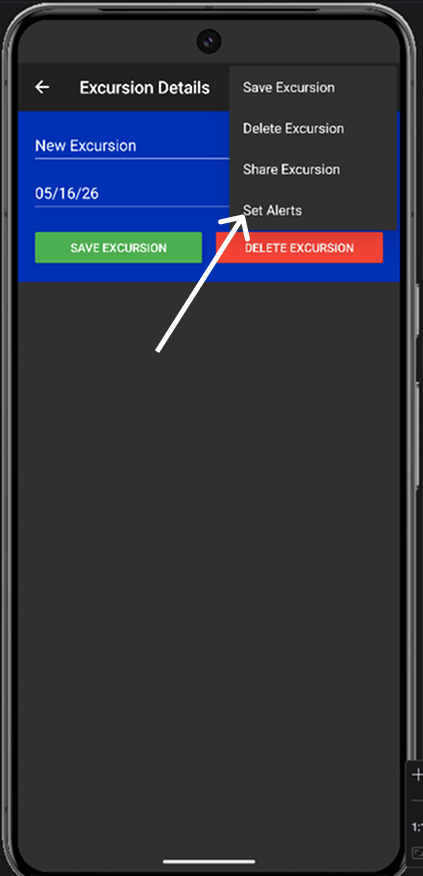 Excursion Details
Save Excursion
Delete Excursion
Share Excursion
Set Alerts
New Excursion
05/16/26
SAVE EXCURSION
DELETE EXCURSION